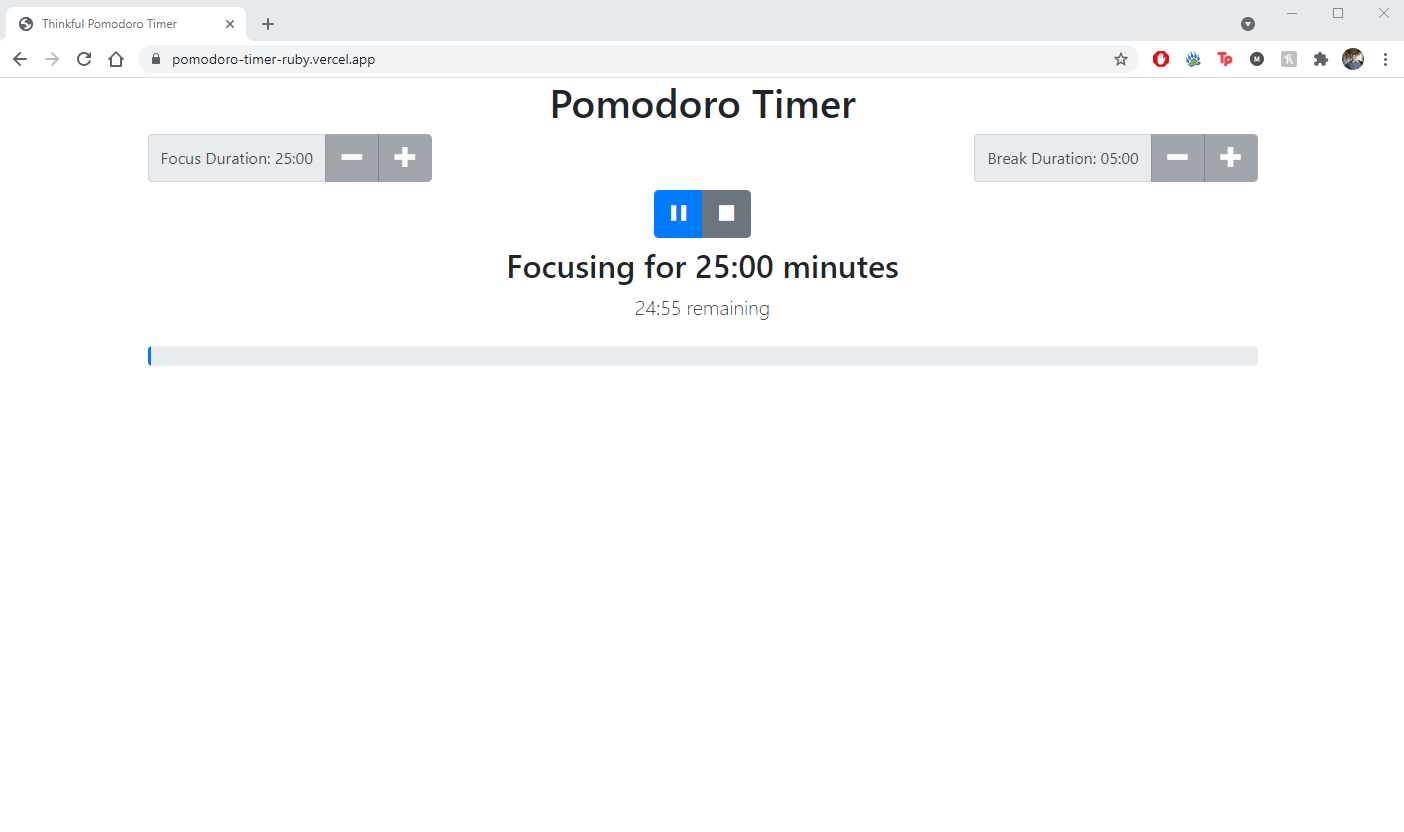 Thinkful Pomodoro Timer
pomodoro-timer-ruby.vercel.app
Tp
M
Pomodoro Timer
Focus Duration: 25:00
Break Duration: 05:00
Focusing for 25:00 minutes
24:55 remaining